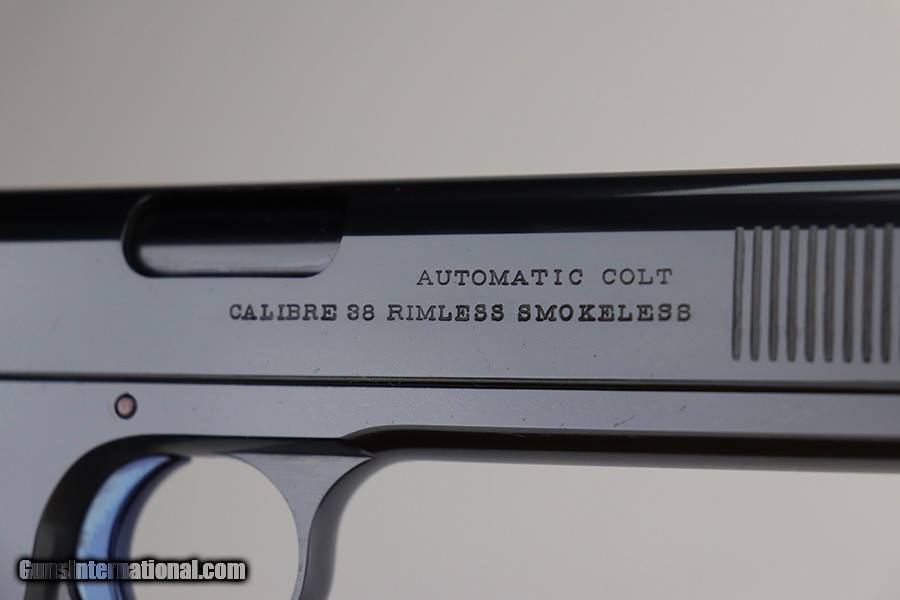 AUTOMATIC COLT
CALIBRE 38 RIMLESS SMOKELESS
GunsInternational.com